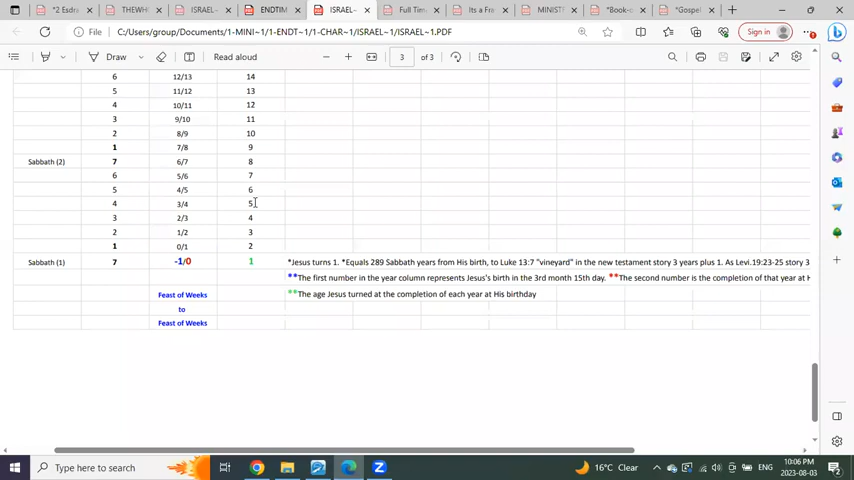 *2 Esdra
*THEWH
ISRAEL-
ENDTIM
ISRAEL~1
Full Tim
Its a Fre
MINIST
*Book-o
*Gospel
File
C:/Users/group/Documents/1-MINI~1/1-ENDT~1/1-CHAR~1/ISRAEL~1/ISRAEL~1.PDF
Sign in
Draw
Read aloud
3 of 3
6 12/13 14
5 11/12 13
4 10/11 12
3 9/10 11
2 8/9 10
1 7/8 9
Sabbath (2) 7 6/7 8
6 5/6 7
5 4/5 6
4 3/4 5
3 2/3 4
2 1/2 3
1 0/1 2
Sabbath (1) 7 -1/0 1 *Jesus turns 1. *Equals 289 Sabbath years from His birth, to Luke 13:7 "vineyard" in the new testament story 3 years plus 1. As Levi.19:23-25 story 3
**The first number in the year column represents Jesus's birth in the 3rd month 15th day. **The second number is the completion of that year at H
Feast of Weeks **The age Jesus turned at the completion of each year at His birthday
to
Feast of Weeks
Type here to search
16°C Clear
ENG
10:06 PM
2023-08-03
2